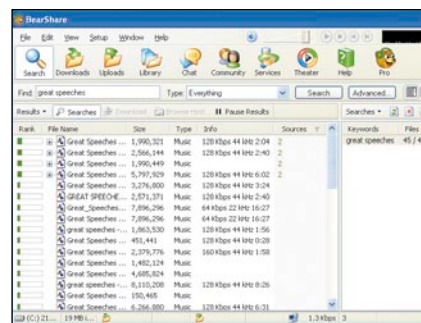 BearShare
File Edit View Setup Window Help
Search Downloads Uploads Library Chat Community Services Theater Help Pro
Find: great speeches Type: Everything Search Advanced...
Results Searches Download Browse Host Pause Results Searches
Rank File Name Size Type Info Sources Keywords Files
Great Speeches ... 1,990,321 Music 128 Kbps 44 kHz 2:04 2 great speeches 45 / 4
Great Speeches ... 2,566,144 Music 128 Kbps 44 kHz 2:40 2
Great Speeches ... 1,990,449 Music 2
Great Speeches ... 5,797,929 Music 128 Kbps 44 kHz 6:02 2
Great Speeches ... 3,276,800 Music 128 Kbps 44 kHz 3:24
GREAT SPEECHE... 2,571,371 Music 128 Kbps 44 kHz 2:40
Great_Speeches... 7,896,296 Music 64 Kbps 22 kHz 16:27
Great Speeches ... 7,896,296 Music 64 Kbps 22 kHz 16:27
great speeches -... 1,863,530 Music 128 Kbps 44 kHz 1:56
Great Speeches ... 451,441 Music 128 Kbps 44 kHz 0:28
Great Speeches ... 2,379,776 Music 160 Kbps 44 kHz 1:58
Great Speeches ... 1,482,124 Music
Great Speeches ... 4,685,824 Music
great speeches -... 8,110,208 Music 128 Kbps 44 kHz 8:26
Great Speeches ... 150,465 Music
Great Speeches ... 6,266,880 Music 128 Kbps 44 kHz 6:31
(C:) 21... 19 MB i... 1.3 Kbps 3